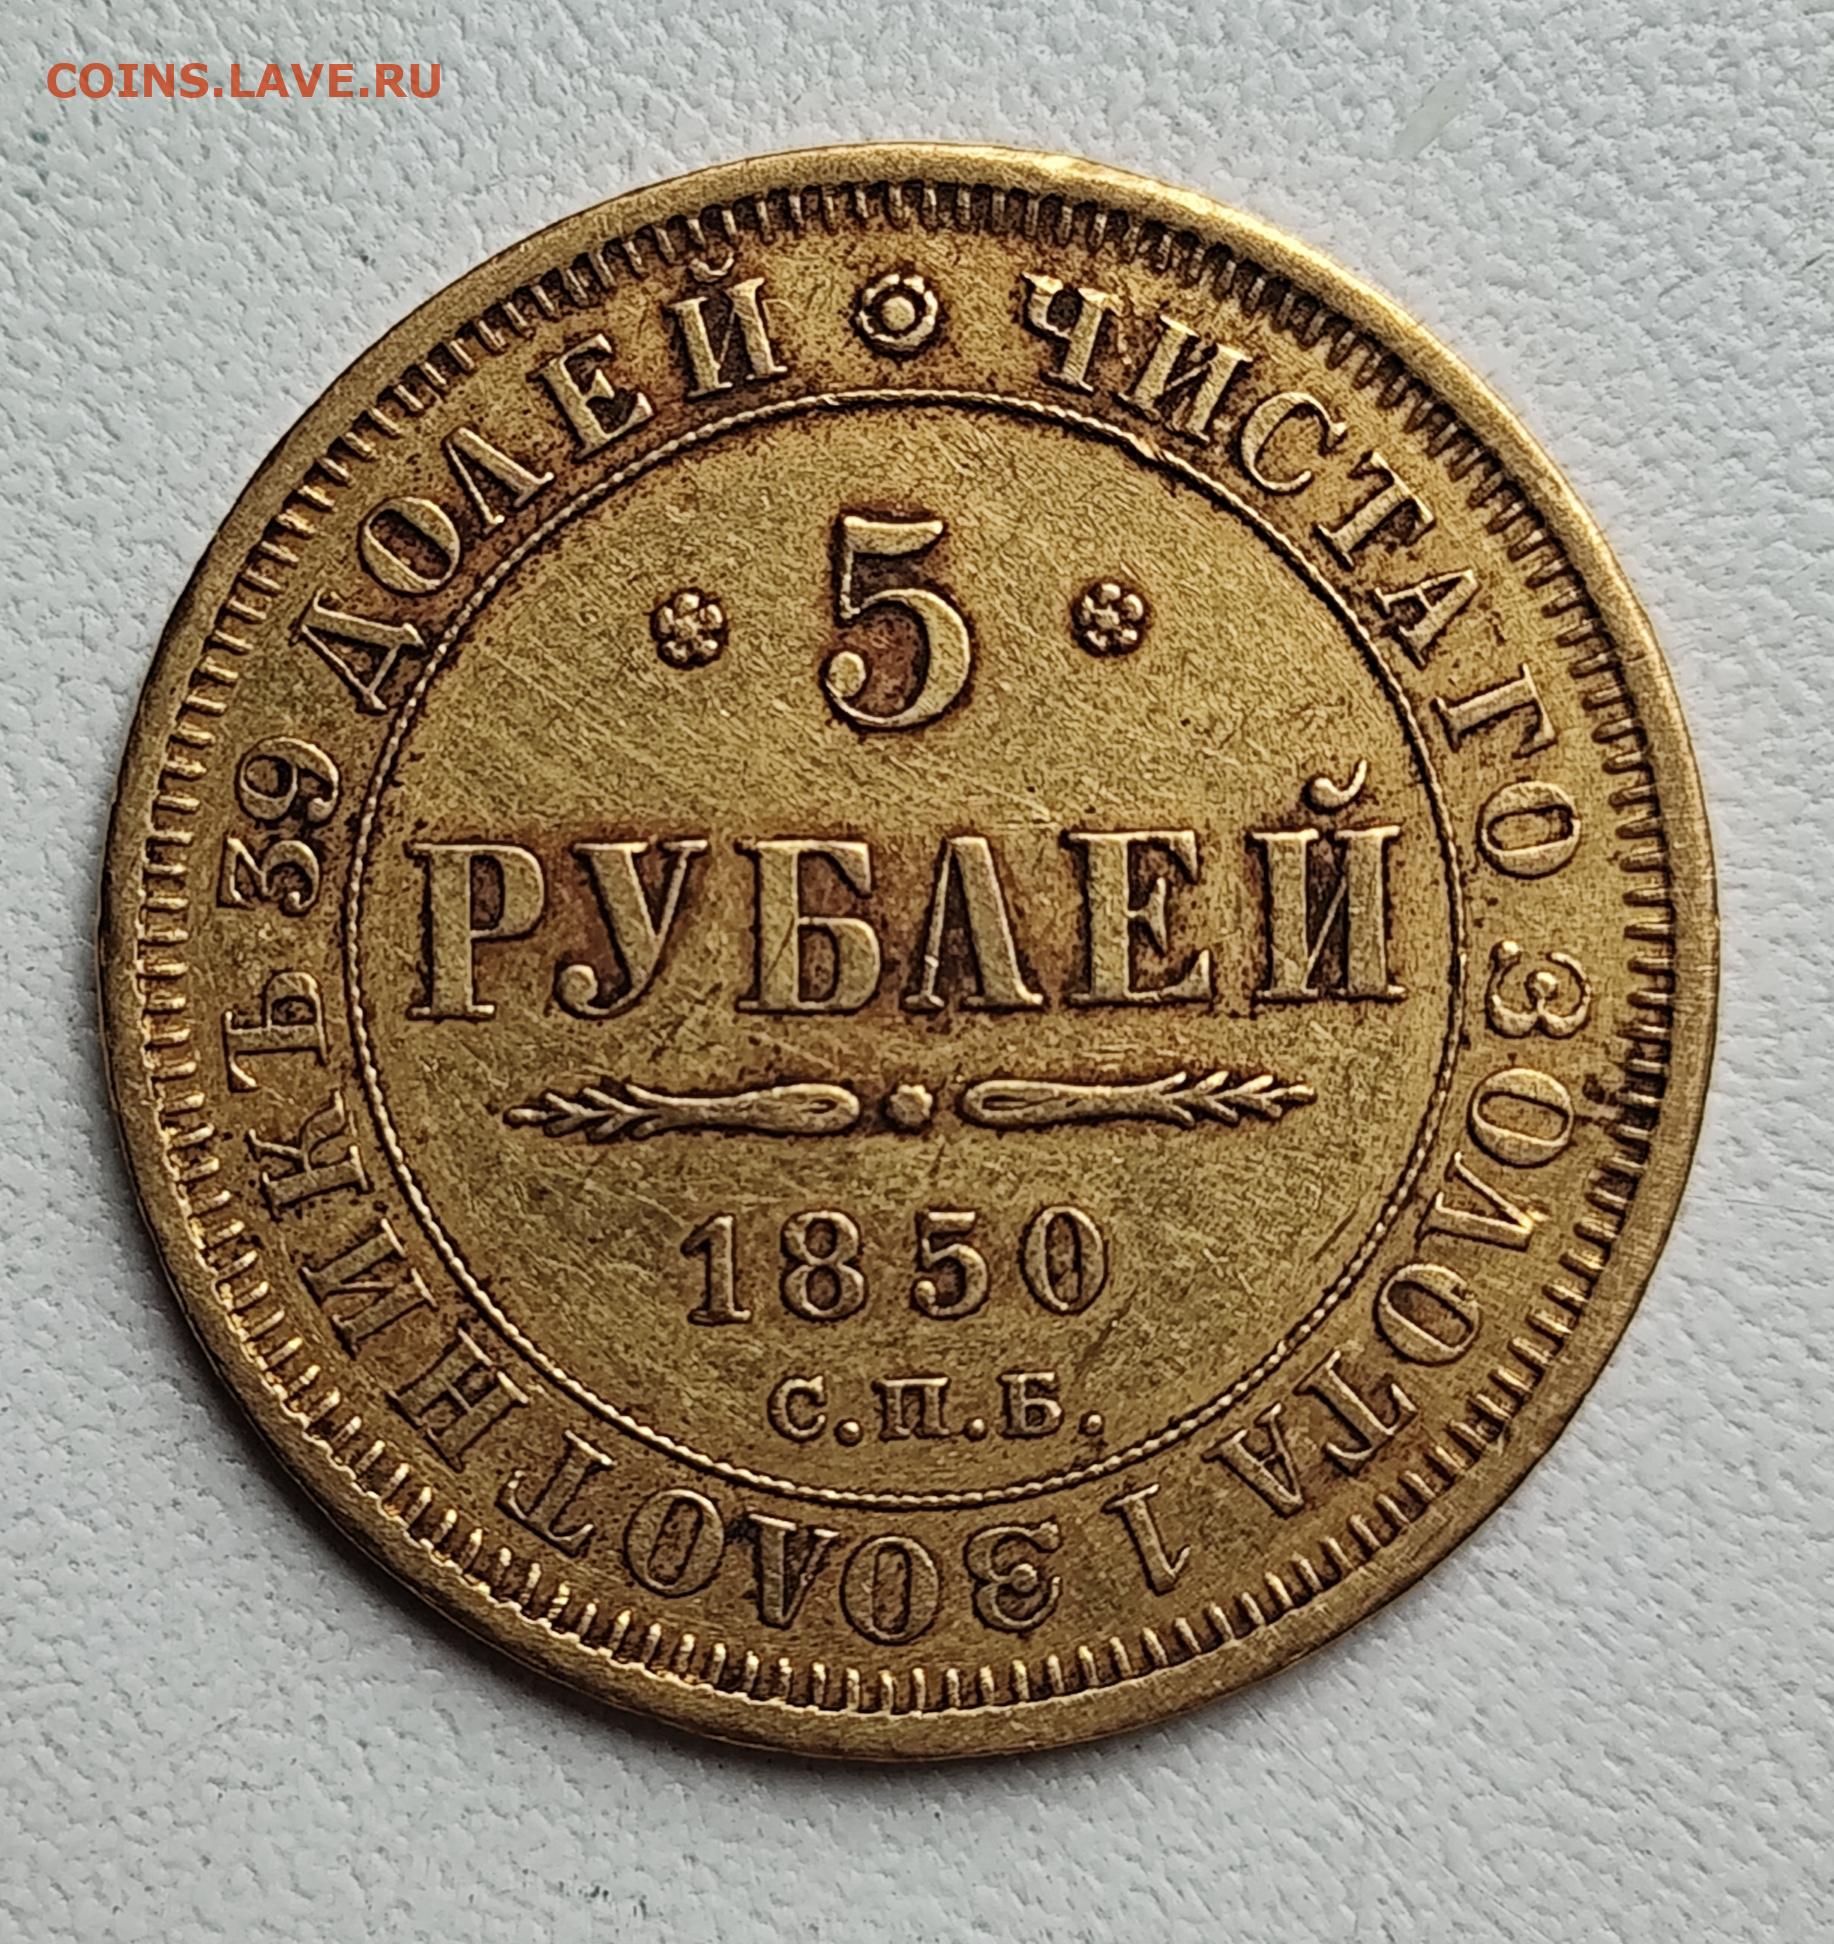 COINS.LAVE.RU
ЧИСТАГО ЗОЛОТА 1 ЗОЛОТНИКЪ 39 ДОЛЕЙ
5
РУБЛЕЙ
1850
С.П.Б.